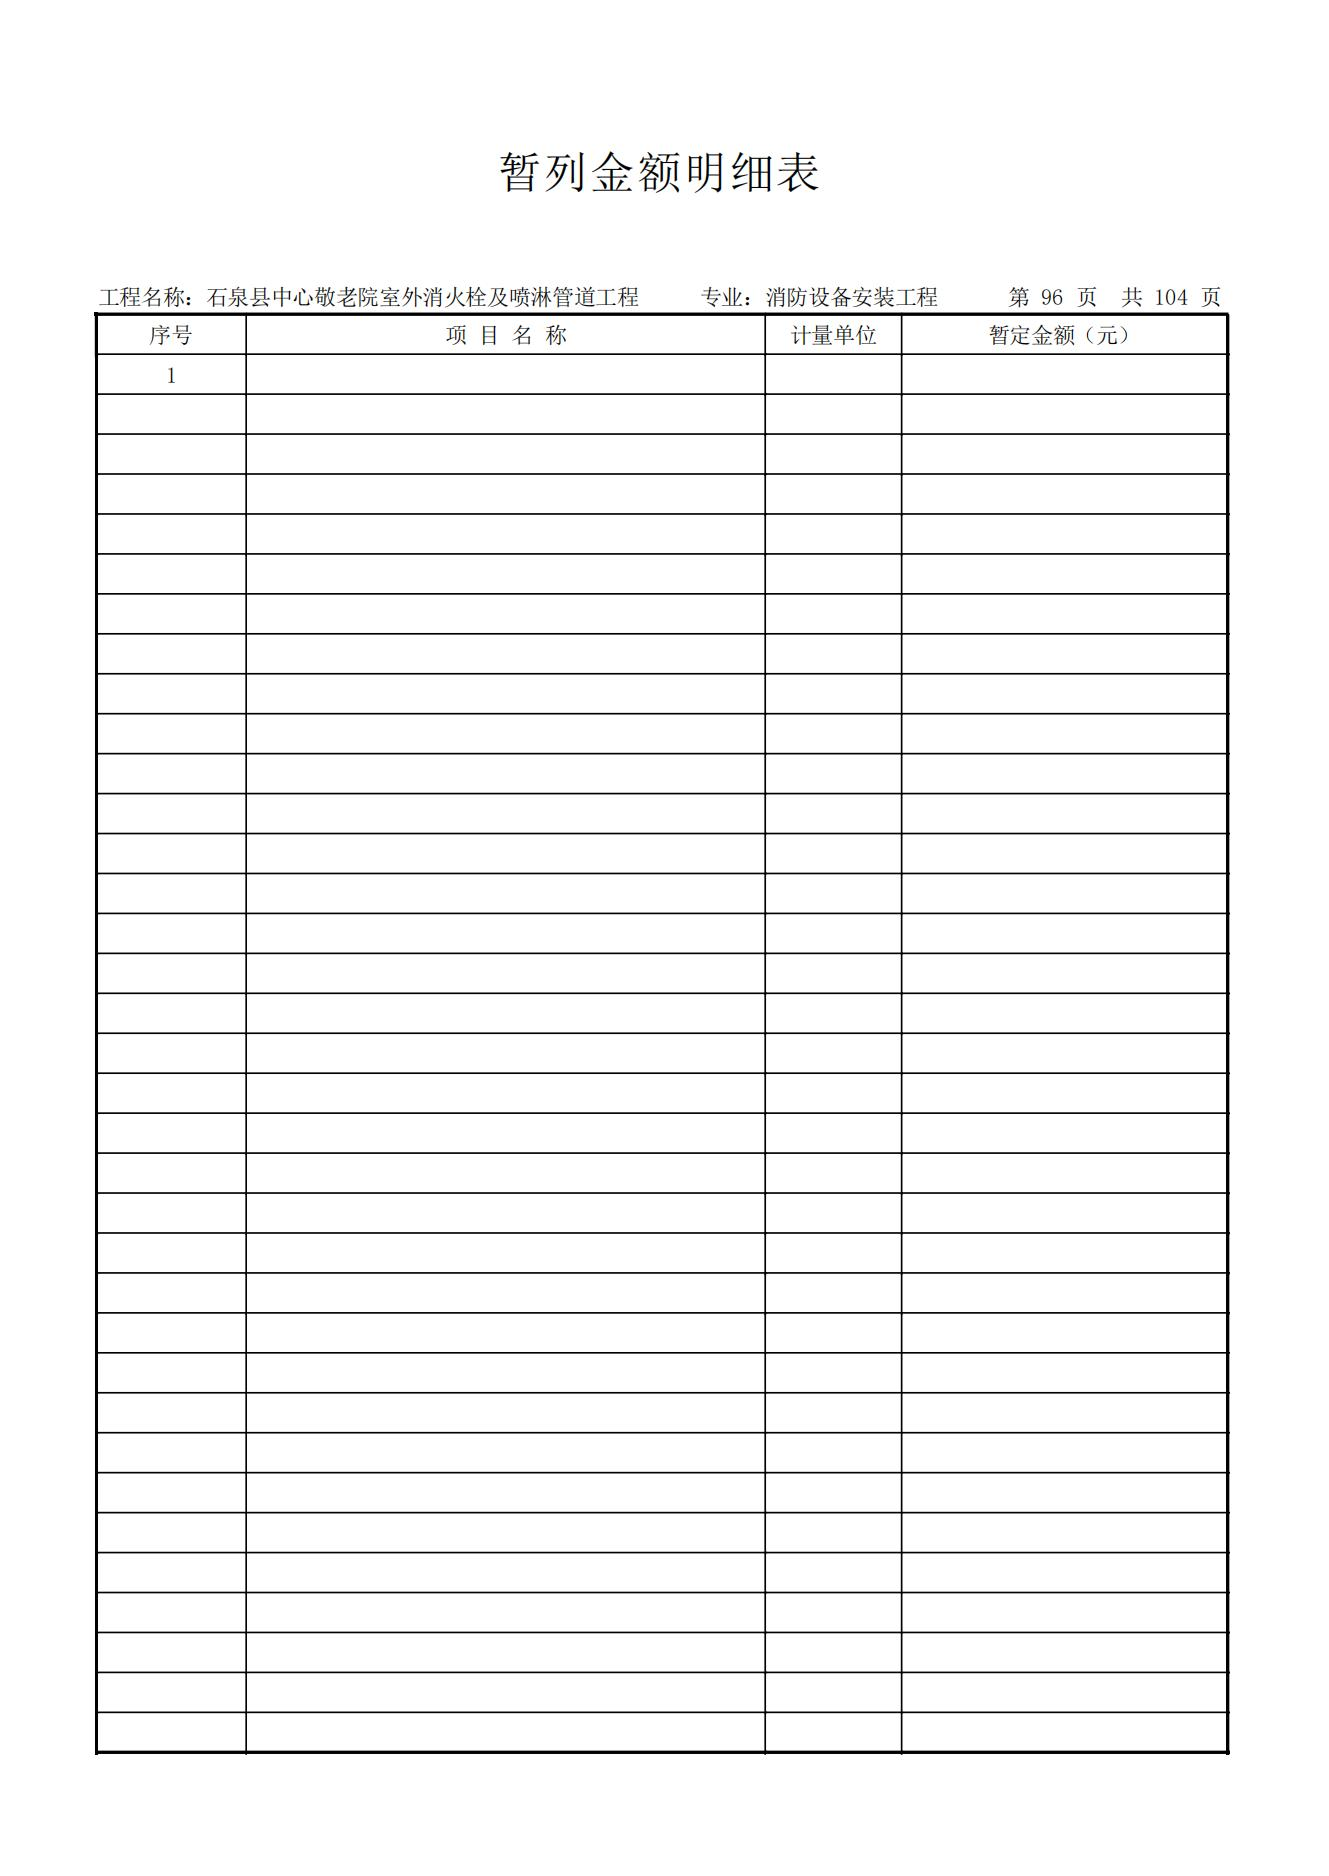 暂列金额明细表
工程名称：石泉县中心敬老院室外消火栓及喷淋管道工程 专业：消防设备安装工程 第 96 页 共 104 页
序号 项 目 名 称 计量单位 暂定金额（元）
1